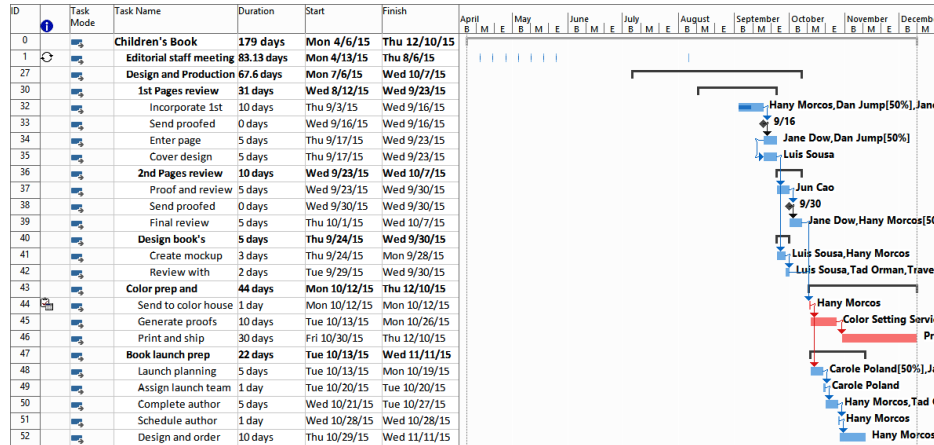 ID Task Mode Task Name Duration Start Finish April May June July August September October November Decemb
B M E B M E B M E B M E B M E B M E B M E B M E B
0 Children's Book 179 days Mon 4/6/15 Thu 12/10/15
1 Editorial staff meeting 83.13 days Mon 4/13/15 Thu 8/6/15
27 Design and Production 67.6 days Mon 7/6/15 Wed 10/7/15
30 1st Pages review 31 days Wed 8/12/15 Wed 9/23/15
32 Incorporate 1st 10 days Thu 9/3/15 Wed 9/16/15 Hany Morcos,Dan Jump[50%],Jane
33 Send proofed 0 days Wed 9/16/15 Wed 9/16/15 9/16
34 Enter page 5 days Thu 9/17/15 Wed 9/23/15 Jane Dow,Dan Jump[50%]
35 Cover design 5 days Thu 9/17/15 Wed 9/23/15 Luis Sousa
36 2nd Pages review 10 days Wed 9/23/15 Wed 10/7/15
37 Proof and review 5 days Wed 9/23/15 Wed 9/30/15 Jun Cao
38 Send proofed 0 days Wed 9/30/15 Wed 9/30/15 9/30
39 Final review 5 days Thu 10/1/15 Wed 10/7/15 Jane Dow,Hany Morcos[50
40 Design book's 5 days Thu 9/24/15 Wed 9/30/15
41 Create mockup 3 days Thu 9/24/15 Mon 9/28/15 Luis Sousa,Hany Morcos
42 Review with 2 days Tue 9/29/15 Wed 9/30/15 Luis Sousa,Tad Orman,Trave
43 Color prep and 44 days Mon 10/12/15 Thu 12/10/15
44 Send to color house 1 day Mon 10/12/15 Mon 10/12/15 Hany Morcos
45 Generate proofs 10 days Tue 10/13/15 Mon 10/26/15 Color Setting Servi
46 Print and ship 30 days Fri 10/30/15 Thu 12/10/15 Pr
47 Book launch prep 22 days Tue 10/13/15 Wed 11/11/15
48 Launch planning 5 days Tue 10/13/15 Mon 10/19/15 Carole Poland[50%],Ja
49 Assign launch team 1 day Tue 10/20/15 Tue 10/20/15 Carole Poland
50 Complete author 5 days Wed 10/21/15 Tue 10/27/15 Hany Morcos,Tad O
51 Schedule author 1 day Wed 10/28/15 Wed 10/28/15 Hany Morcos
52 Design and order 10 days Thu 10/29/15 Wed 11/11/15 Hany Morcos